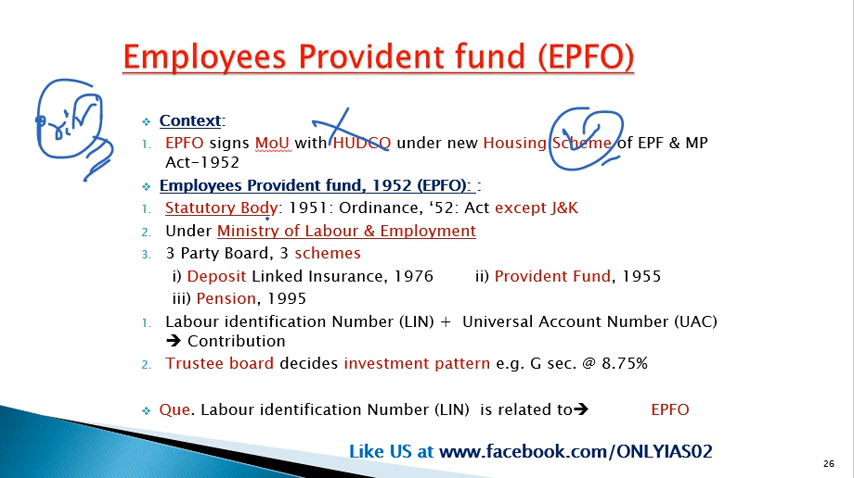 Employees Provident fund (EPFO)
❖ Context:
1. EPFO signs MoU with HUDCO under new Housing Scheme of EPF & MP
Act-1952
❖ Employees Provident fund, 1952 (EPFO): :
1. Statutory Body: 1951: Ordinance, ‘52: Act except J&K
2. Under Ministry of Labour & Employment
3. 3 Party Board, 3 schemes
i) Deposit Linked Insurance, 1976 ii) Provident Fund, 1955
iii) Pension, 1995
1. Labour identification Number (LIN) + Universal Account Number (UAC)
➔ Contribution
2. Trustee board decides investment pattern e.g. G sec. @ 8.75%
❖ Que. Labour identification Number (LIN) is related to➔ EPFO
Like US at www.facebook.com/ONLYIAS02
26